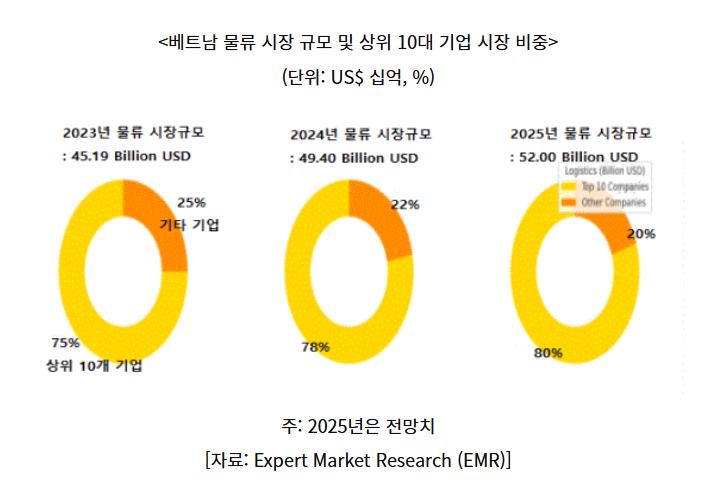 <베트남 물류 시장 규모 및 상위 10대 기업 시장 비중>
(단위: US$ 십억, %)
2023년 물류 시장규모
: 45.19 Billion USD
25%
기타 기업
75%
상위 10개 기업
2024년 물류 시장규모
: 49.40 Billion USD
22%
78%
2025년 물류 시장규모
: 52.00 Billion USD
Logistics (Billion USD)
Top 10 Companies
Other Companies
20%
80%
주: 2025년은 전망치
[자료: Expert Market Research (EMR)]